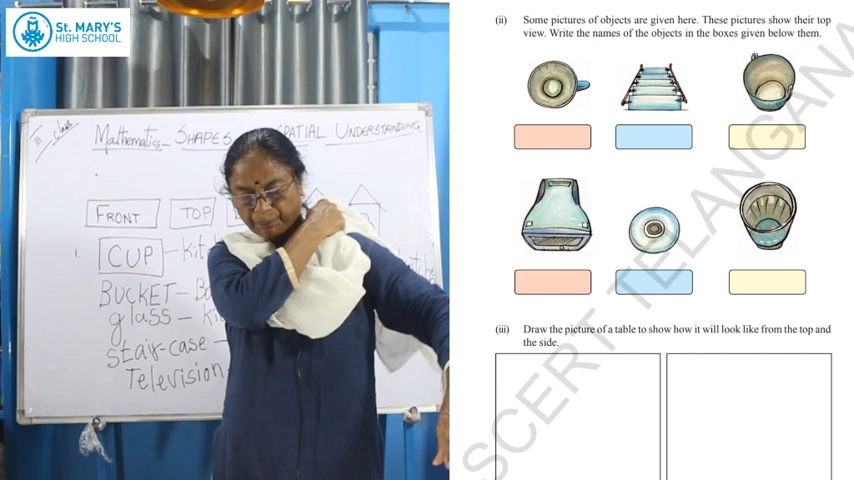 St. MARY'S
HIGH SCHOOL
III class
Mathematics- SHAPES SPATIAL UNDERSTANDING.
FRONT TOP
1. CUP - kit
BUCKET -
glass -
Stair-case -
Television
(ii) Some pictures of objects are given here. These pictures show their top
view. Write the names of the objects in the boxes given below them.
(iii) Draw the picture of a table to show how it will look like from the top and
the side.
SCERT TELANGANA